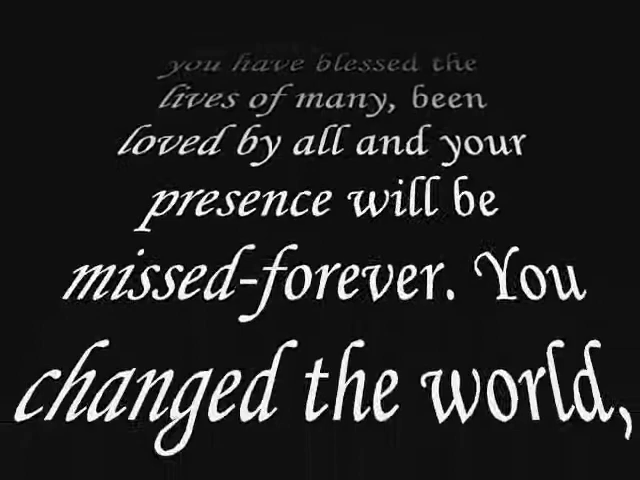 you have blessed the
lives of many, been
loved by all and your
presence will be
missed-forever. You
changed the world,